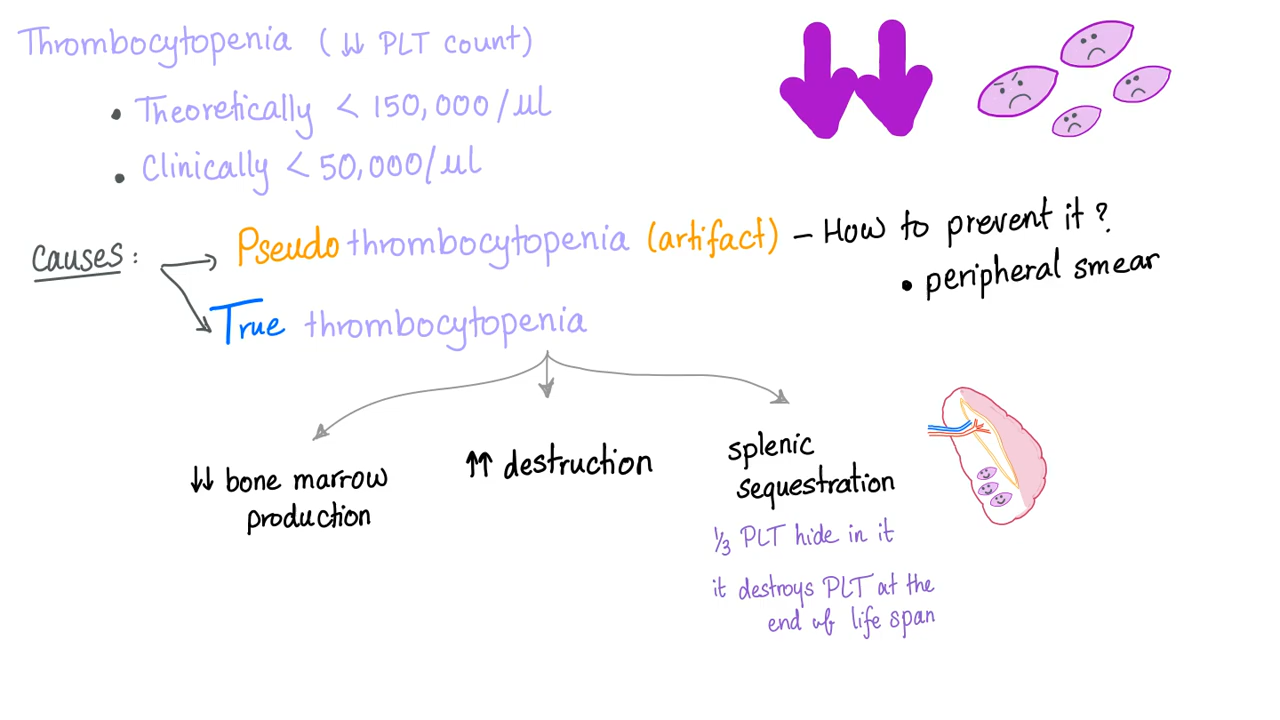 Thrombocytopenia (↓↓ PLT count)
• Theoretically < 150,000/µl
• Clinically < 50,000/µl
Causes:
Pseudo thrombocytopenia (artifact) – How to prevent it?
• peripheral smear
True thrombocytopenia
↓↓ bone marrow
production
↑↑ destruction
splenic
sequestration
1/3 PLT hide in it
it destroys PLT at the
end of life span